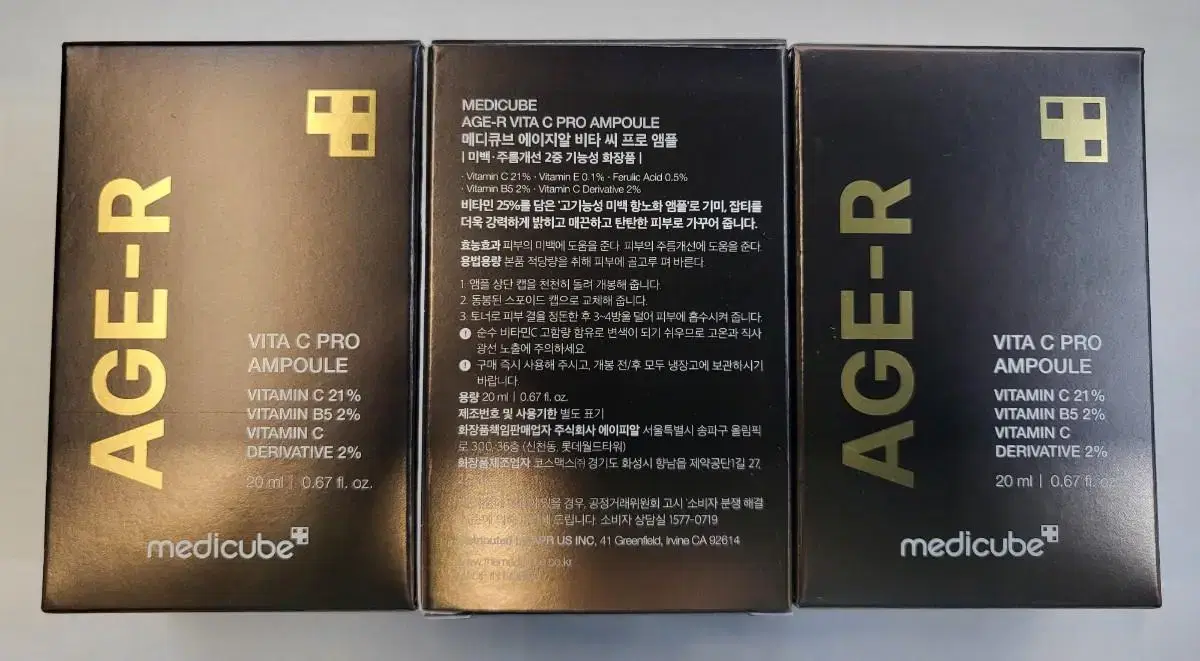 AGE-R
VITA C PRO
AMPOULE
VITAMIN C 21%
VITAMIN B5 2%
VITAMIN C
DERIVATIVE 2%
20 ml | 0.67 fl. oz.
medicube
MEDICUBE
AGE-R VITA C PRO AMPOULE
메디큐브 에이지알 비타 씨 프로 앰플
| 미백·주름개선 2중 기능성 화장품 |
· Vitamin C 21% · Vitamin E 0.1% · Ferulic Acid 0.5%
· Vitamin B5 2% · Vitamin C Derivative 2%
비타민 25%를 담은 '고기능성 미백 항노화 앰플'로 기미, 잡티를
더욱 강력하게 밝히고 매끈하고 탄탄한 피부로 가꾸어 줍니다.
효능효과 피부의 미백에 도움을 준다. 피부의 주름개선에 도움을 준다.
용법용량 본품 적당량을 취해 피부에 골고루 펴 바른다.
1. 앰플 상단 캡을 천천히 돌려 개봉해 줍니다.
2. 동봉된 스포이드 캡으로 교체해 줍니다.
3. 토너로 피부 결을 정돈한 후 3~4방울 덜어 피부에 흡수시켜 줍니다.
! 순수 비타민C 고함량 함유로 변색이 되기 쉬우므로 고온과 직사
광선 노출에 주의하세요.
! 구매 즉시 사용해 주시고, 개봉 전/후 모두 냉장고에 보관하시기
바랍니다.
용량 20 ml | 0.67 fl. oz.
제조번호 및 사용기한 별도 표기
화장품책임판매업자 주식회사 에이피알 서울특별시 송파구 올림픽
로 300, 36층 (신천동, 롯데월드타워)
화장품제조업자 코스맥스㈜ 경기도 화성시 향남읍 제약공단1길 27,
경우, 공정거래위원회 고시 '소비자 분쟁 해결
드립니다. 소비자 상담실 1577-0719
APR US INC, 41 Greenfield, Irvine CA 92614
AGE-R
VITA C PRO
AMPOULE
VITAMIN C 21%
VITAMIN B5 2%
VITAMIN C
DERIVATIVE 2%
20 ml | 0.67 fl. oz.
medicube